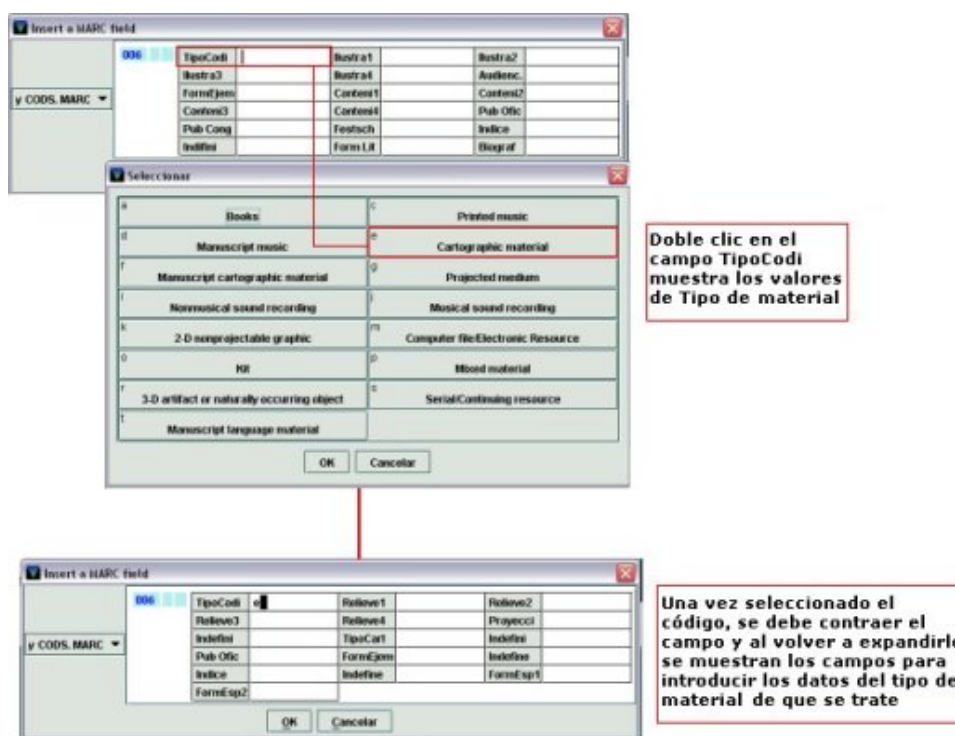 Insert a MARC field
006 TipoCodi Ilustra1 Ilustra2
Ilustra3 Ilustra4 Audienc.
y CODS. MARC FormEjem Conteni1 Conteni2
Conteni3 Conteni4 Pub Ofic
Pub Cong Festsch Indice
Indifini Form Lit Biograf
Seleccionar
a Books c Printed music
d Manuscript music e Cartographic material
f Manuscript cartographic material g Projected medium
i Nonmusical sound recording j Musical sound recording
k 2-D nonprojectable graphic m Computer file/Electronic Resource
o Kit p Mixed material
r 3-D artifact or naturally occurring object s Serial/Continuing resource
t Manuscript language material
OK Cancelar
Doble clic en el
campo TipoCodi
muestra los valores
de Tipo de material
Insert a MARC field
006 TipoCodi e Relieve1 Relieve2
Relieve3 Relieve4 Proyecci
y CODS. MARC Indefini TipoCart Indefini
Pub Ofic FormEjem Indefine
Indice Indefine FormEsp1
FormEsp2
OK Cancelar
Una vez seleccionado el
código, se debe contraer el
campo y al volver a expandirlo
se muestran los campos para
introducir los datos del tipo de
material de que se trate